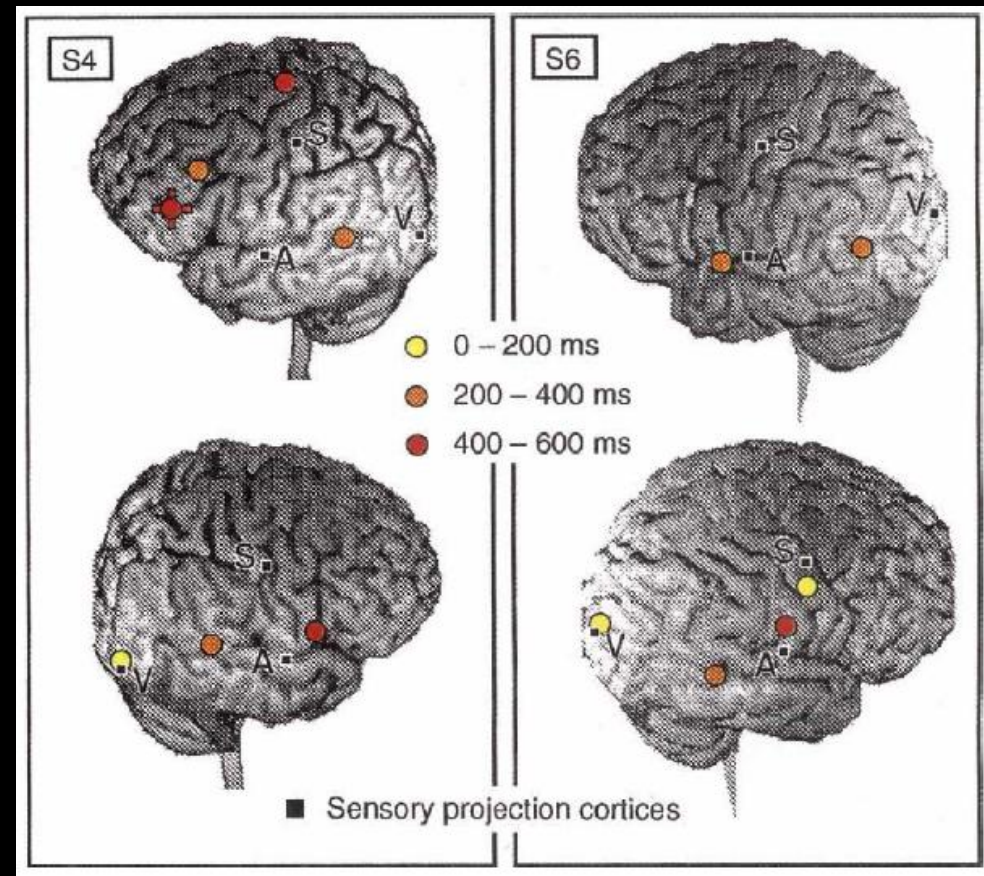 S4
S
V
A
S6
S
V
A
0 – 200 ms
200 – 400 ms
400 – 600 ms
S
A
V
S
V
A
Sensory projection cortices